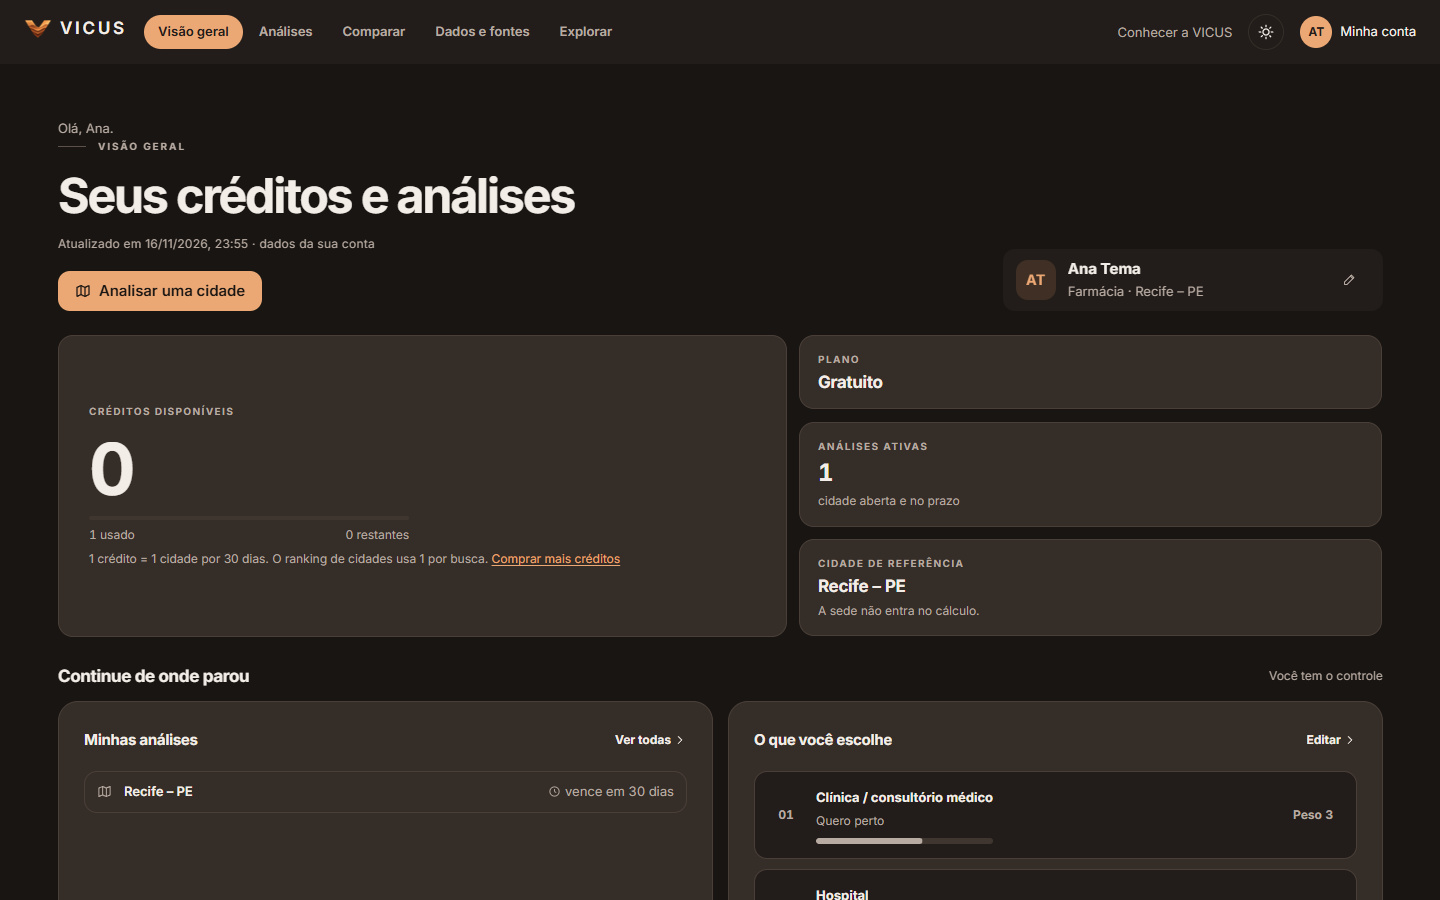 VICUS
Visão geral
Análises
Comparar
Dados e fontes
Explorar
Conhecer a VICUS
AT
Minha conta
Olá, Ana.
VISÃO GERAL
Seus créditos e análises
Atualizado em 16/11/2026, 23:55 · dados da sua conta
Analisar uma cidade
AT
Ana Tema
Farmácia · Recife – PE
CRÉDITOS DISPONÍVEIS
0
1 usado
0 restantes
1 crédito = 1 cidade por 30 dias. O ranking de cidades usa 1 por busca. Comprar mais créditos
PLANO
Gratuito
ANÁLISES ATIVAS
1
cidade aberta e no prazo
CIDADE DE REFERÊNCIA
Recife – PE
A sede não entra no cálculo.
Continue de onde parou
Você tem o controle
Minhas análises
Ver todas
Recife – PE
vence em 30 dias
O que você escolhe
Editar
01
Clínica / consultório médico
Quero perto
Peso 3
Hospital